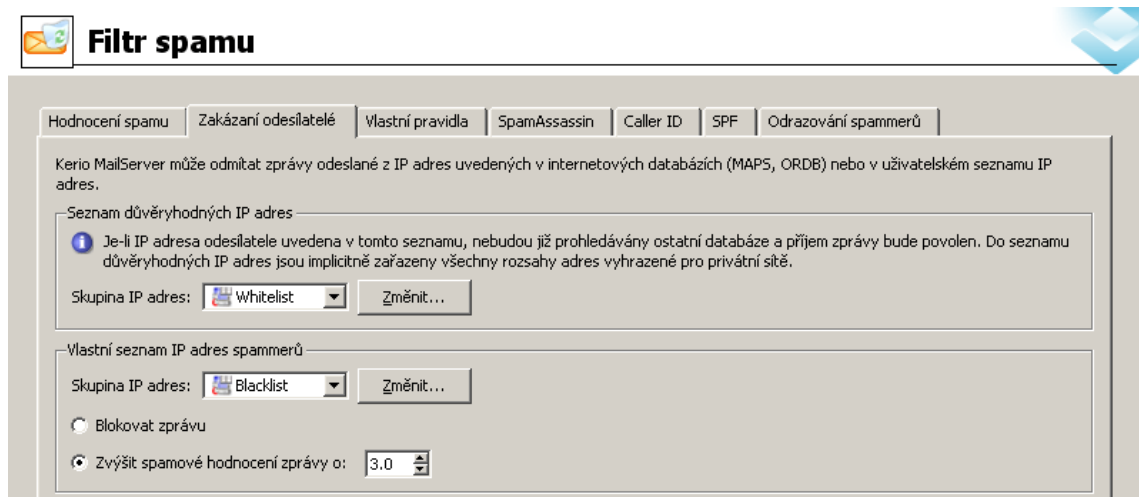 Filtr spamu
Hodnocení spamu Zakázaní odesílatelé Vlastní pravidla SpamAssassin Caller ID SPF Odrazování spammerů
Kerio MailServer může odmítat zprávy odeslané z IP adres uvedených v internetových databázích (MAPS, ORDB) nebo v uživatelském seznamu IP
adres.
Seznam důvěryhodných IP adres
Je-li IP adresa odesílatele uvedena v tomto seznamu, nebudou již prohledávány ostatní databáze a příjem zprávy bude povolen. Do seznamu
důvěryhodných IP adres jsou implicitně zařazeny všechny rozsahy adres vyhrazené pro privátní sítě.
Skupina IP adres: Whitelist Změnit...
Vlastní seznam IP adres spammerů
Skupina IP adres: Blacklist Změnit...
Blokovat zprávu
Zvýšit spamové hodnocení zprávy o: 3.0